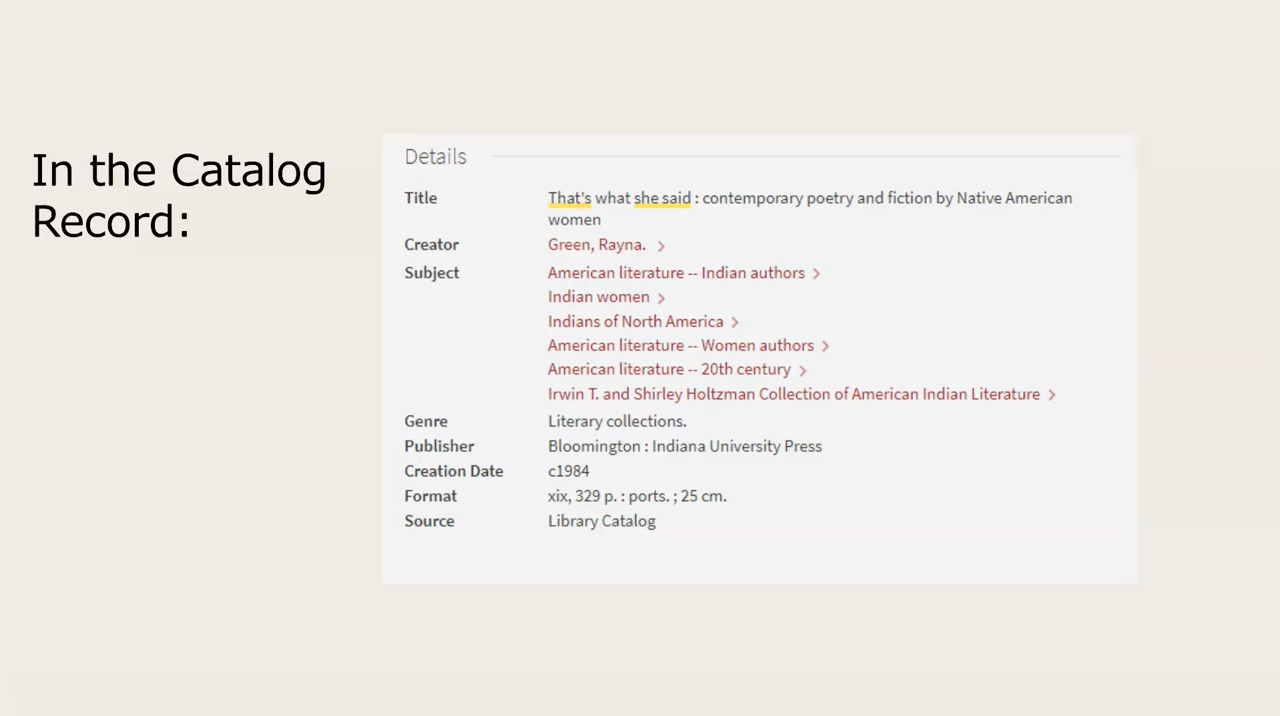 In the Catalog
Record:
Details
Title That's what she said : contemporary poetry and fiction by Native American
women
Creator Green, Rayna. >
Subject American literature -- Indian authors >
Indian women >
Indians of North America >
American literature -- Women authors >
American literature -- 20th century >
Irwin T. and Shirley Holtzman Collection of American Indian Literature >
Genre Literary collections.
Publisher Bloomington : Indiana University Press
Creation Date c1984
Format xix, 329 p. : ports. ; 25 cm.
Source Library Catalog